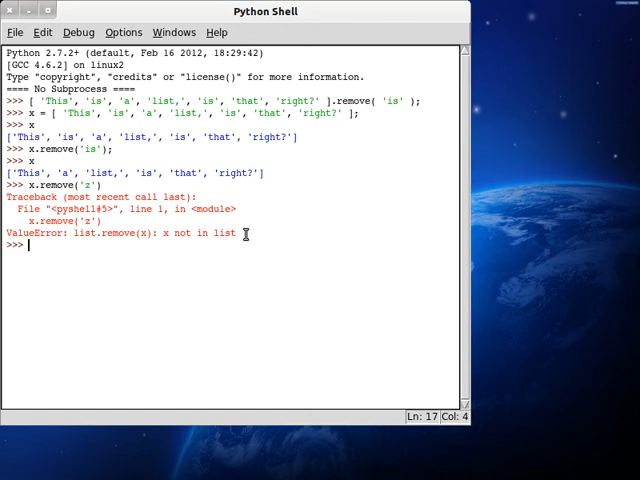 Python Shell
File Edit Debug Options Windows Help
Python 2.7.2+ (default, Feb 16 2012, 18:29:42)
[GCC 4.6.2] on linux2
Type "copyright", "credits" or "license()" for more information.
==== No Subprocess ====
>>> [ 'This', 'is', 'a', 'list,', 'is', 'that', 'right?' ].remove( 'is' );
>>> x = [ 'This', 'is', 'a', 'list,', 'is', 'that', 'right?' ];
>>> x
['This', 'is', 'a', 'list,', 'is', 'that', 'right?']
>>> x.remove('is');
>>> x
['This', 'a', 'list,', 'is', 'that', 'right?']
>>> x.remove('z')
Traceback (most recent call last):
  File "<pyshell#5>", line 1, in <module>
    x.remove('z')
ValueError: list.remove(x): x not in list
>>>
Ln: 17 Col: 4